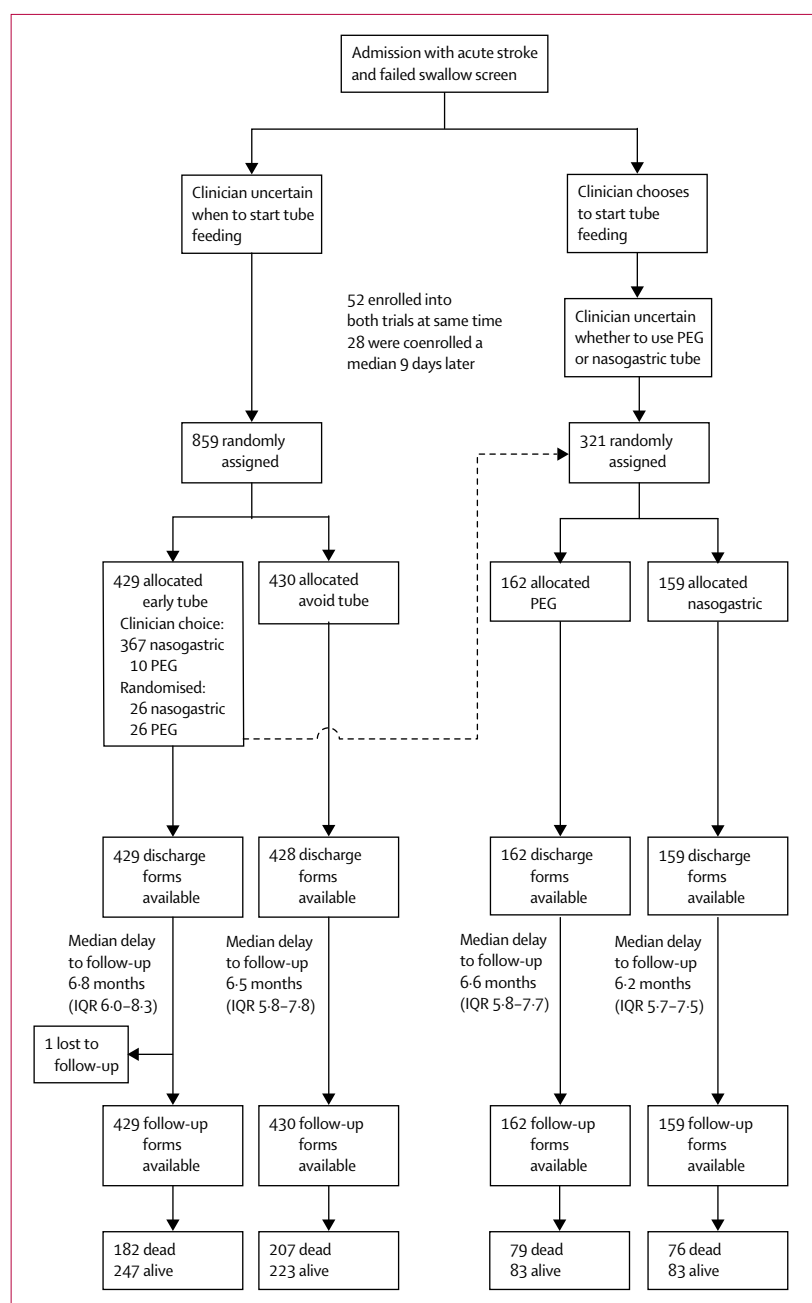 Admission with acute stroke
and failed swallow screen
Clinician uncertain
when to start tube
feeding
Clinician chooses
to start tube
feeding
52 enrolled into
both trials at same time
28 were coenrolled a
median 9 days later
Clinician uncertain
whether to use PEG
or nasogastric tube
859 randomly
assigned
321 randomly
assigned
429 allocated
early tube
Clinician choice:
367 nasogastric
10 PEG
Randomised:
26 nasogastric
26 PEG
430 allocated
avoid tube
162 allocated
PEG
159 allocated
nasogastric
429 discharge
forms
available
428 discharge
forms
available
162 discharge
forms
available
159 discharge
forms
available
Median delay
to follow-up
6·8 months
(IQR 6·0–8·3)
Median delay
to follow-up
6·5 months
(IQR 5·8–7·8)
Median delay
to follow-up
6·6 months
(IQR 5·8–7·7)
Median delay
to follow-up
6·2 months
(IQR 5·7–7·5)
1 lost to
follow-up
429 follow-up
forms
available
430 follow-up
forms
available
162 follow-up
forms
available
159 follow-up
forms
available
182 dead
247 alive
207 dead
223 alive
79 dead
83 alive
76 dead
83 alive